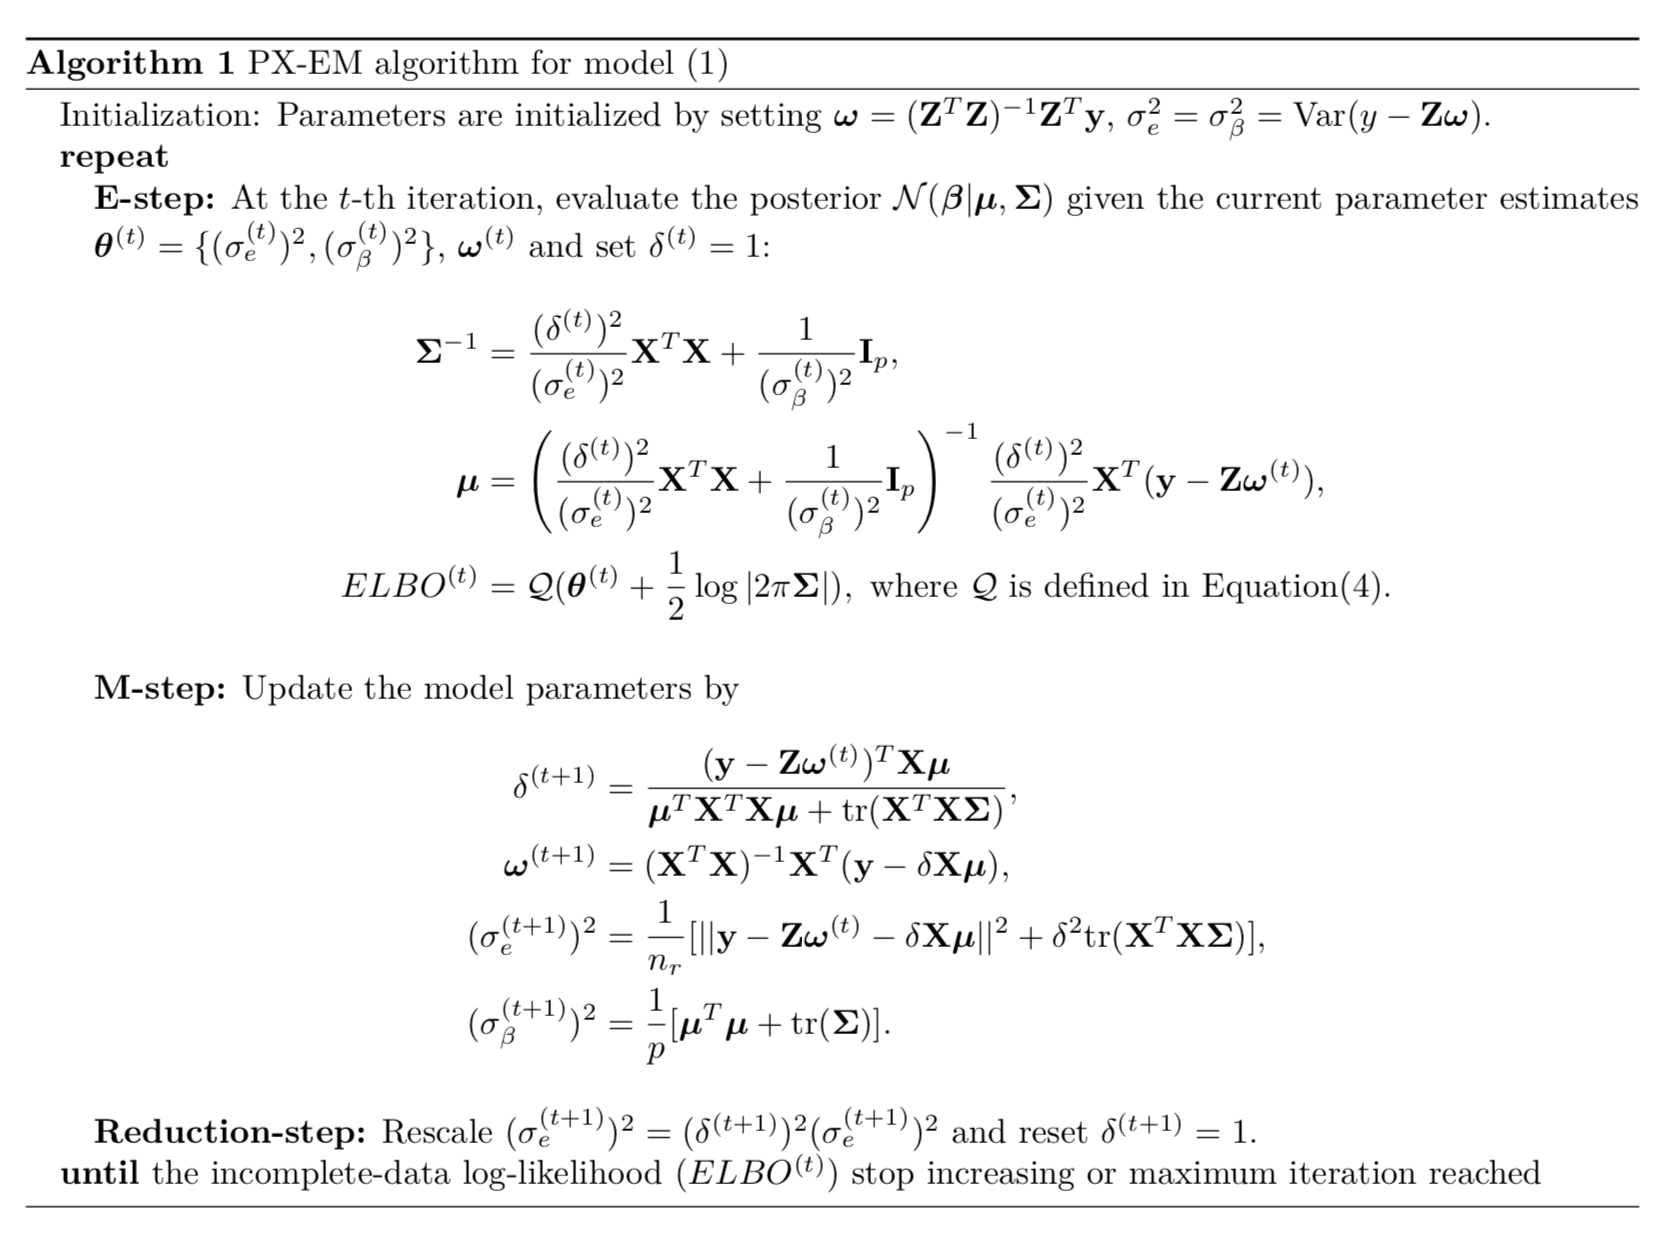 Algorithm 1 PX-EM algorithm for model (1)
Initialization: Parameters are initialized by setting $\boldsymbol{\omega} = (\mathbf{Z}^T\mathbf{Z})^{-1}\mathbf{Z}^T\mathbf{y}$, $\sigma_e^2 = \sigma_\beta^2 = \mathrm{Var}(y - \mathbf{Z}\boldsymbol{\omega})$.
repeat
E-step: At the $t$-th iteration, evaluate the posterior $\mathcal{N}(\boldsymbol{\beta}|\boldsymbol{\mu}, \boldsymbol{\Sigma})$ given the current parameter estimates
$\boldsymbol{\theta}^{(t)} = \{(\sigma_e^{(t)})^2, (\sigma_\beta^{(t)})^2\}$, $\boldsymbol{\omega}^{(t)}$ and set $\delta^{(t)} = 1$:
$\boldsymbol{\Sigma}^{-1} = \frac{(\delta^{(t)})^2}{(\sigma_e^{(t)})^2}\mathbf{X}^T\mathbf{X} + \frac{1}{(\sigma_\beta^{(t)})^2}\mathbf{I}_p,$
$\boldsymbol{\mu} = \left(\frac{(\delta^{(t)})^2}{(\sigma_e^{(t)})^2}\mathbf{X}^T\mathbf{X} + \frac{1}{(\sigma_\beta^{(t)})^2}\mathbf{I}_p\right)^{-1} \frac{(\delta^{(t)})^2}{(\sigma_e^{(t)})^2}\mathbf{X}^T(\mathbf{y} - \mathbf{Z}\boldsymbol{\omega}^{(t)}),$
$ELBO^{(t)} = \mathcal{Q}(\boldsymbol{\theta}^{(t)} + \frac{1}{2}\log|2\pi\boldsymbol{\Sigma}|),$ where $\mathcal{Q}$ is defined in Equation(4).
M-step: Update the model parameters by
$\delta^{(t+1)} = \frac{(\mathbf{y} - \mathbf{Z}\boldsymbol{\omega}^{(t)})^T\mathbf{X}\boldsymbol{\mu}}{\boldsymbol{\mu}^T\mathbf{X}^T\mathbf{X}\boldsymbol{\mu} + \mathrm{tr}(\mathbf{X}^T\mathbf{X}\boldsymbol{\Sigma})},$
$\boldsymbol{\omega}^{(t+1)} = (\mathbf{X}^T\mathbf{X})^{-1}\mathbf{X}^T(\mathbf{y} - \delta\mathbf{X}\boldsymbol{\mu}),$
$(\sigma_e^{(t+1)})^2 = \frac{1}{n_r}[||\mathbf{y} - \mathbf{Z}\boldsymbol{\omega}^{(t)} - \delta\mathbf{X}\boldsymbol{\mu}||^2 + \delta^2\mathrm{tr}(\mathbf{X}^T\mathbf{X}\boldsymbol{\Sigma})],$
$(\sigma_\beta^{(t+1)})^2 = \frac{1}{p}[\boldsymbol{\mu}^T\boldsymbol{\mu} + \mathrm{tr}(\boldsymbol{\Sigma})].$
Reduction-step: Rescale $(\sigma_e^{(t+1)})^2 = (\delta^{(t+1)})^2(\sigma_e^{(t+1)})^2$ and reset $\delta^{(t+1)} = 1$.
until the incomplete-data log-likelihood ($ELBO^{(t)}$) stop increasing or maximum iteration reached